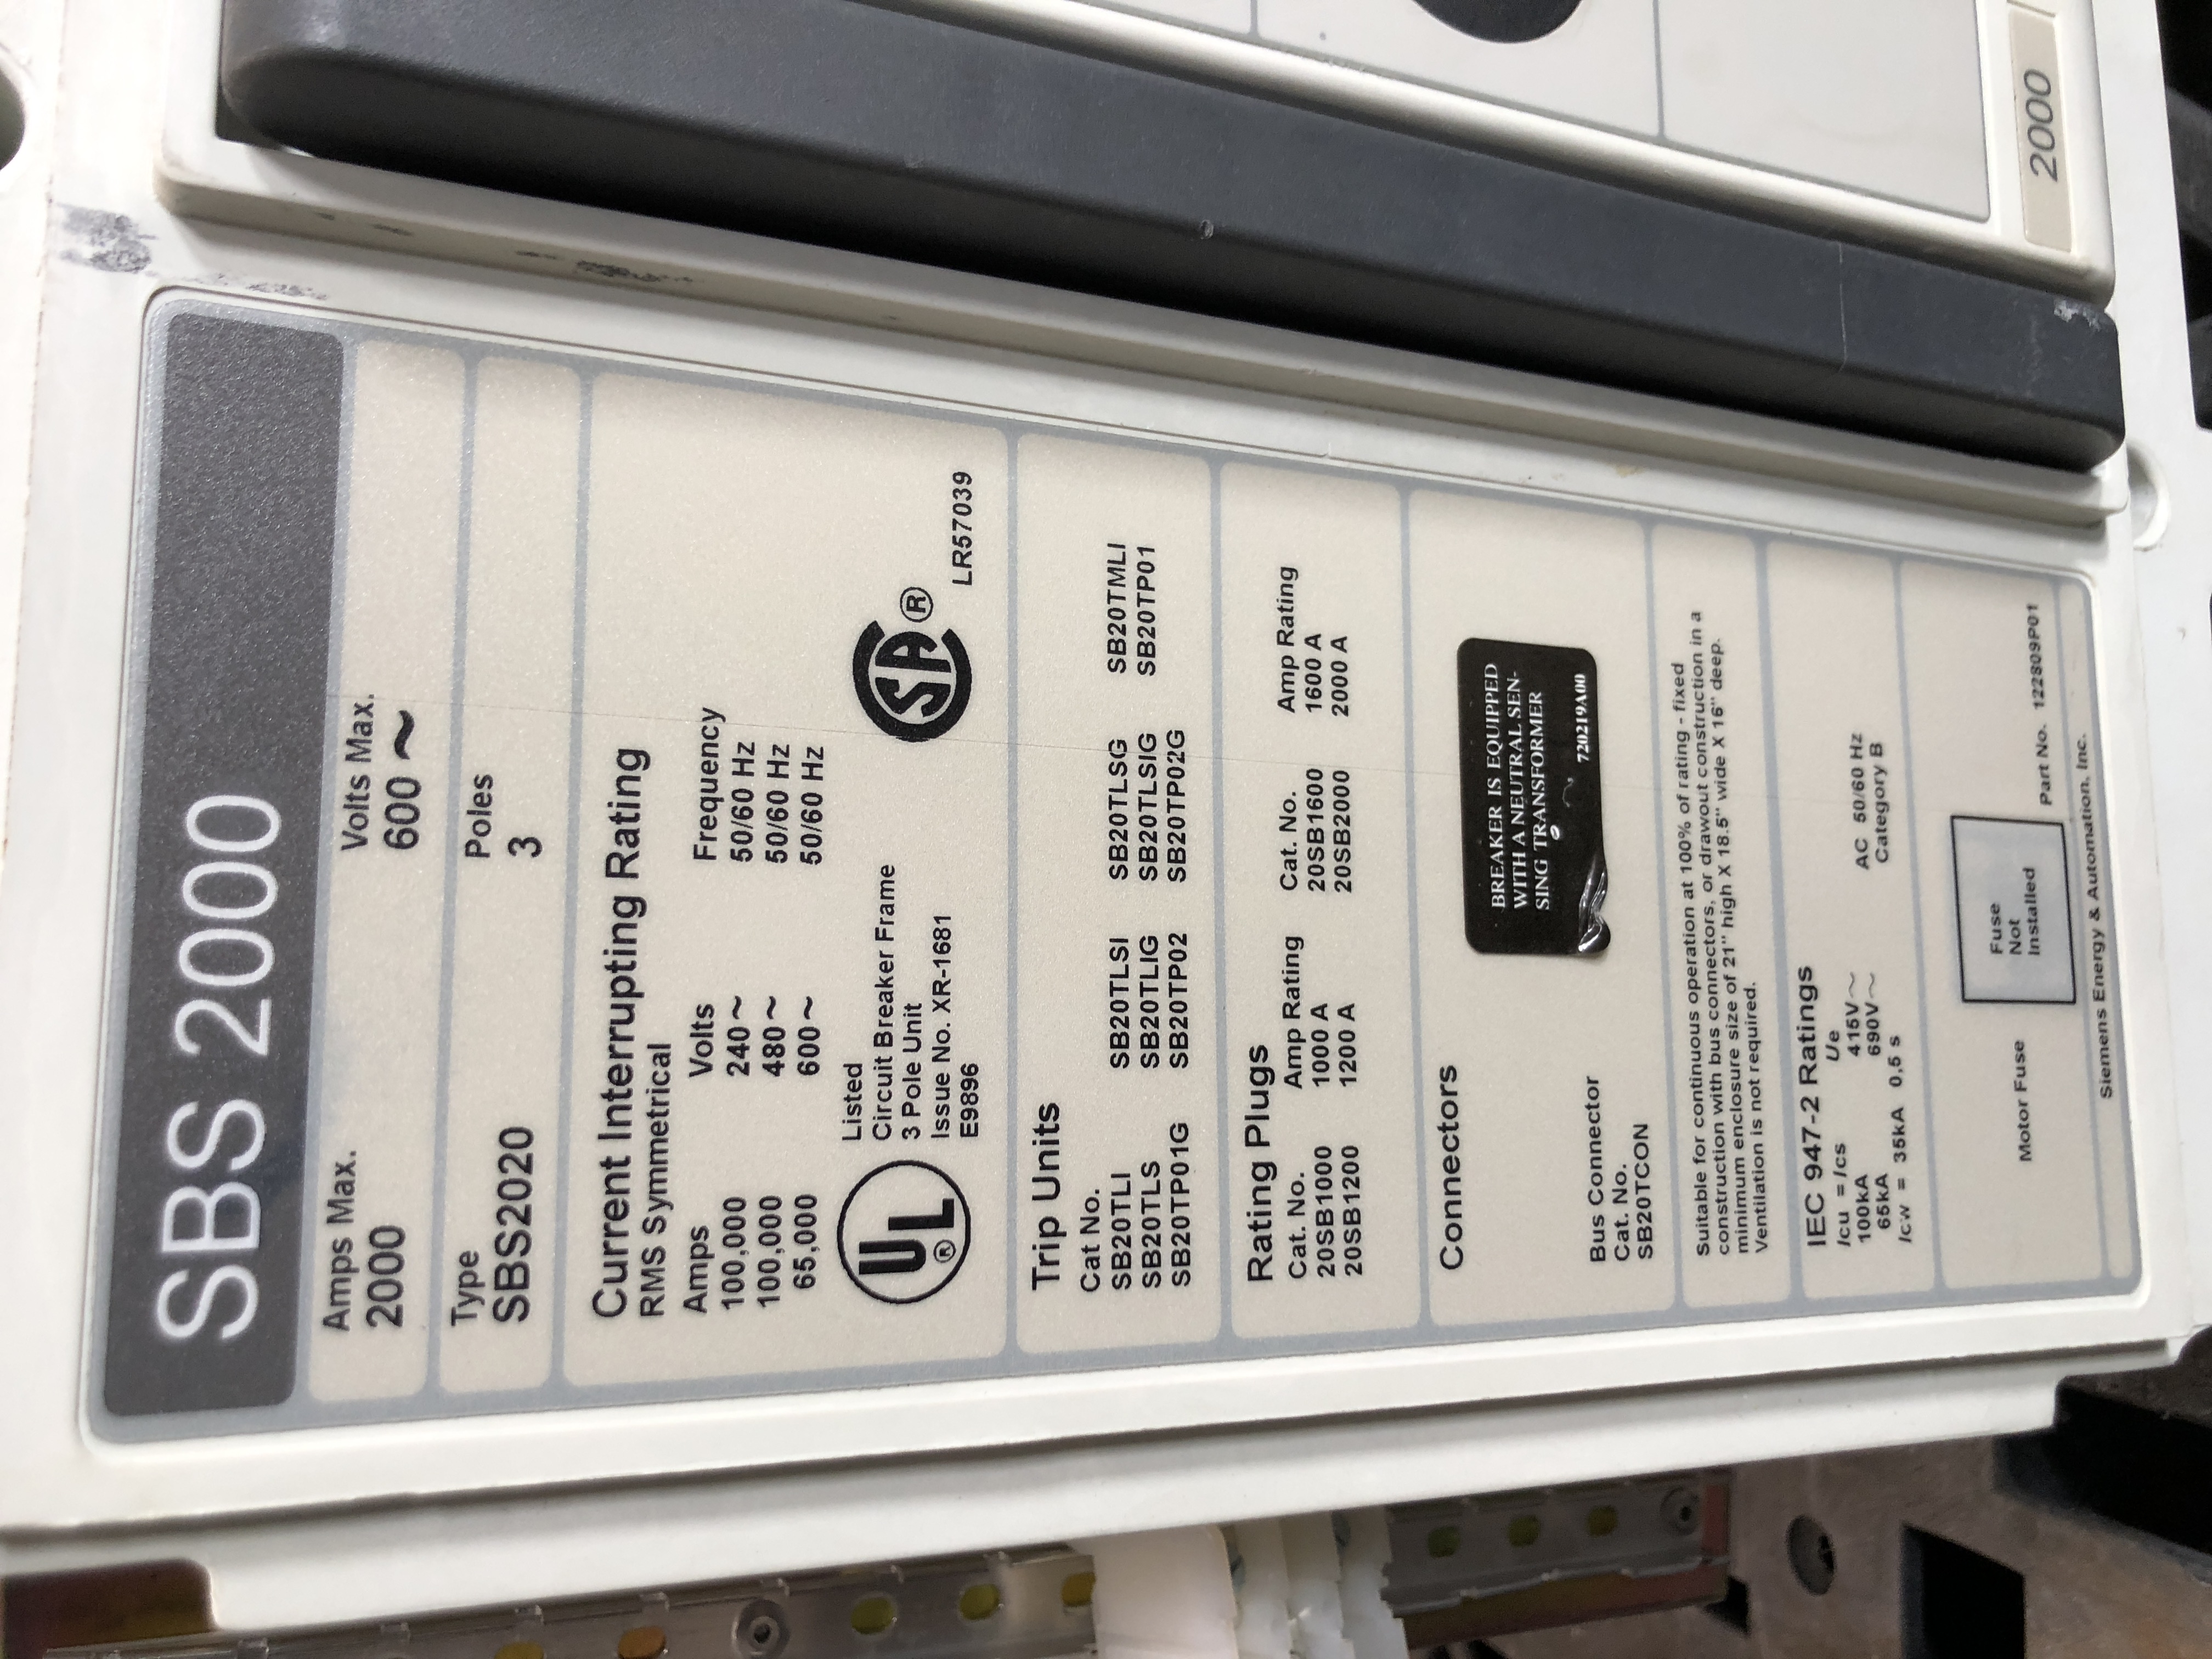 SBS 2000
Amps Max. Volts Max.
2000 600~
Type Poles
SBS2020 3
Current Interrupting Rating
RMS Symmetrical
Amps Volts Frequency
100,000 240~ 50/60 Hz
100,000 480~ 50/60 Hz
65,000 600~ 50/60 Hz
UL ®
Listed
Circuit Breaker Frame
3 Pole Unit
Issue No. XR-1681
E9896
SA ®
LR57039
Trip Units
Cat No.
SB20TLI SB20TLSI SB20TLSG SB20TMLI
SB20TLS SB20TLIG SB20TLSIG SB20TP01
SB20TP01G SB20TP02 SB20TP02G
Rating Plugs
Cat. No. Amp Rating Cat. No. Amp Rating
20SB1000 1000 A 20SB1600 1600 A
20SB1200 1200 A 20SB2000 2000 A
Connectors
BREAKER IS EQUIPPED
WITH A NEUTRAL SEN-
SING TRANSFORMER
720219A00
Bus Connector
Cat. No.
SB20TCON
Suitable for continuous operation at 100% of rating - fixed
construction with bus connectors, or drawout construction in a
minimum enclosure size of 21" high X 18.5" wide X 16" deep.
Ventilation is not required.
IEC 947-2 Ratings
Icu = Ics Ue
100kA 415V~ AC 50/60 Hz
65kA 690V~ Category B
Icw = 35kA 0,5 s
Motor Fuse
Fuse
Not
Installed
Part No. 122809P01
Siemens Energy & Automation, Inc.
2000